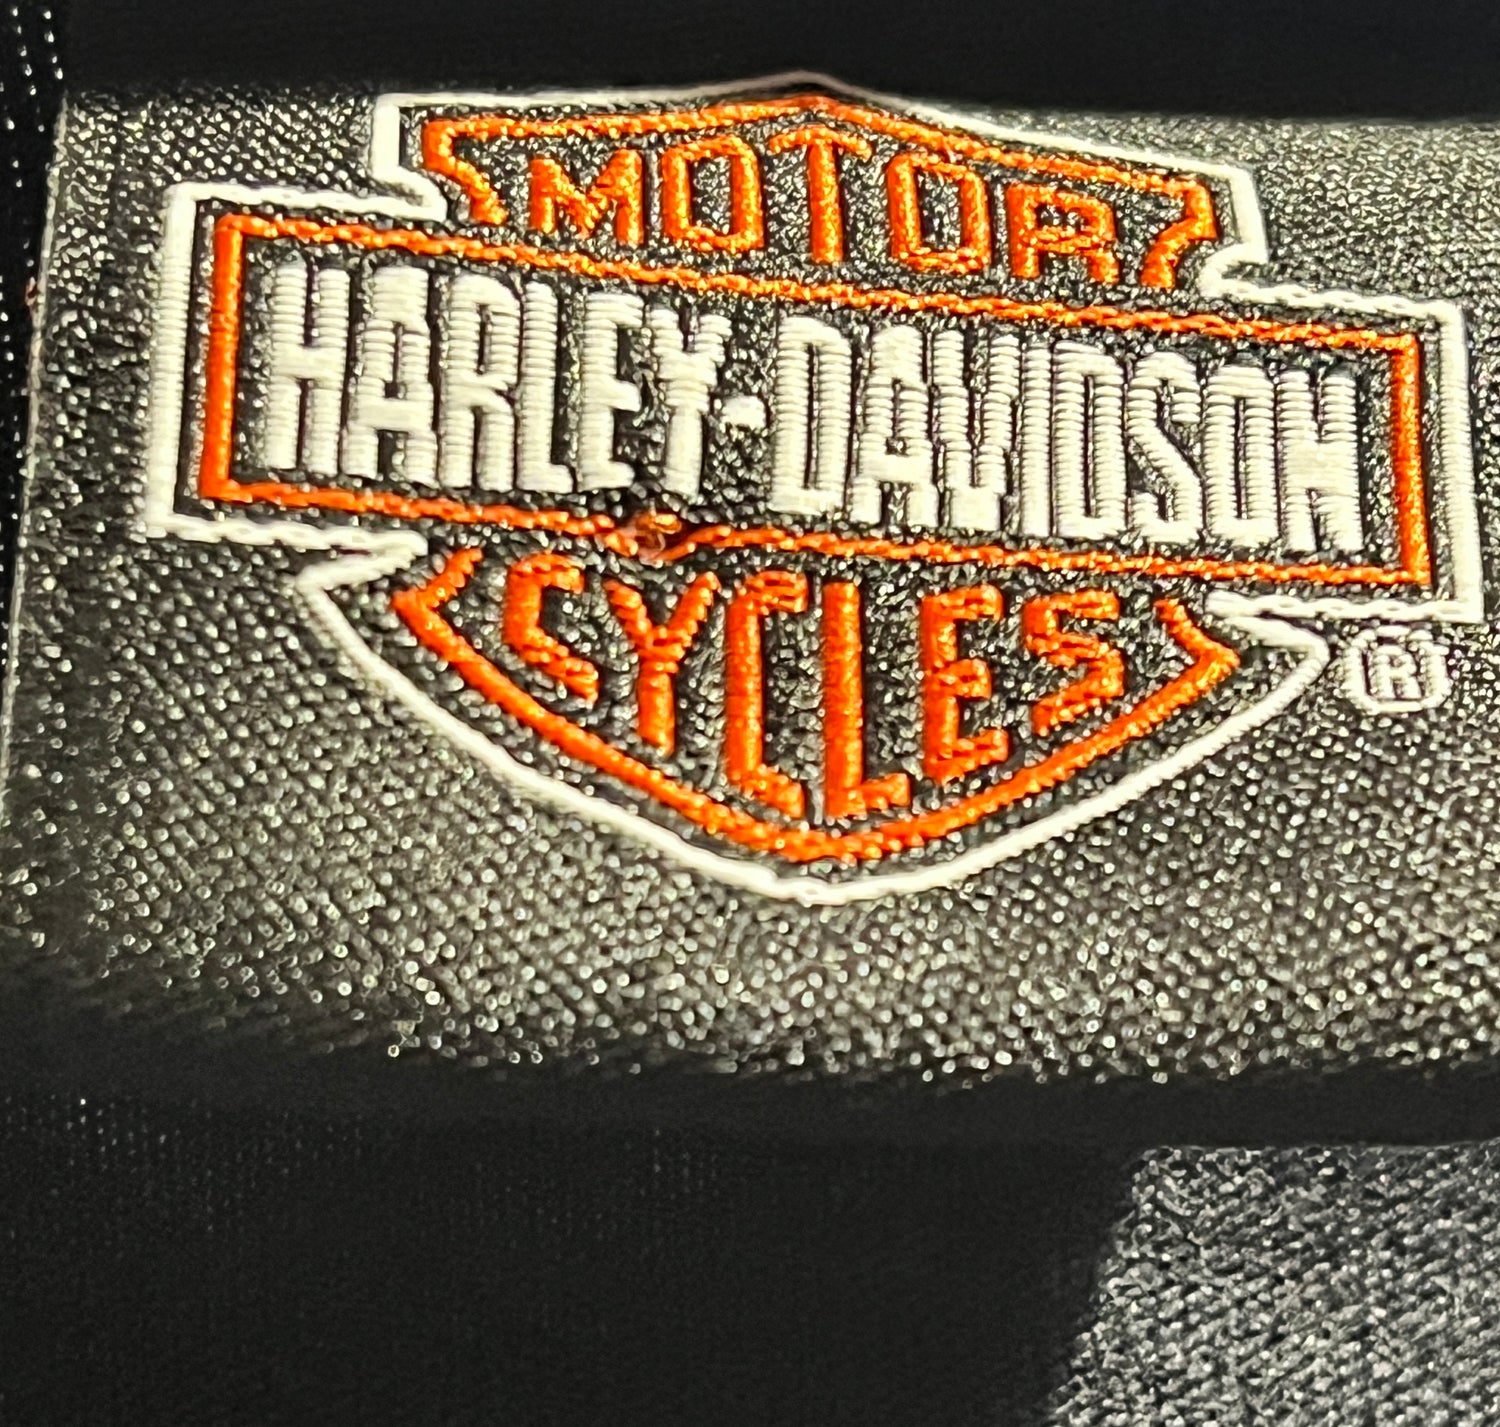 MOTOR
HARLEY-DAVIDSON
CYCLES
®